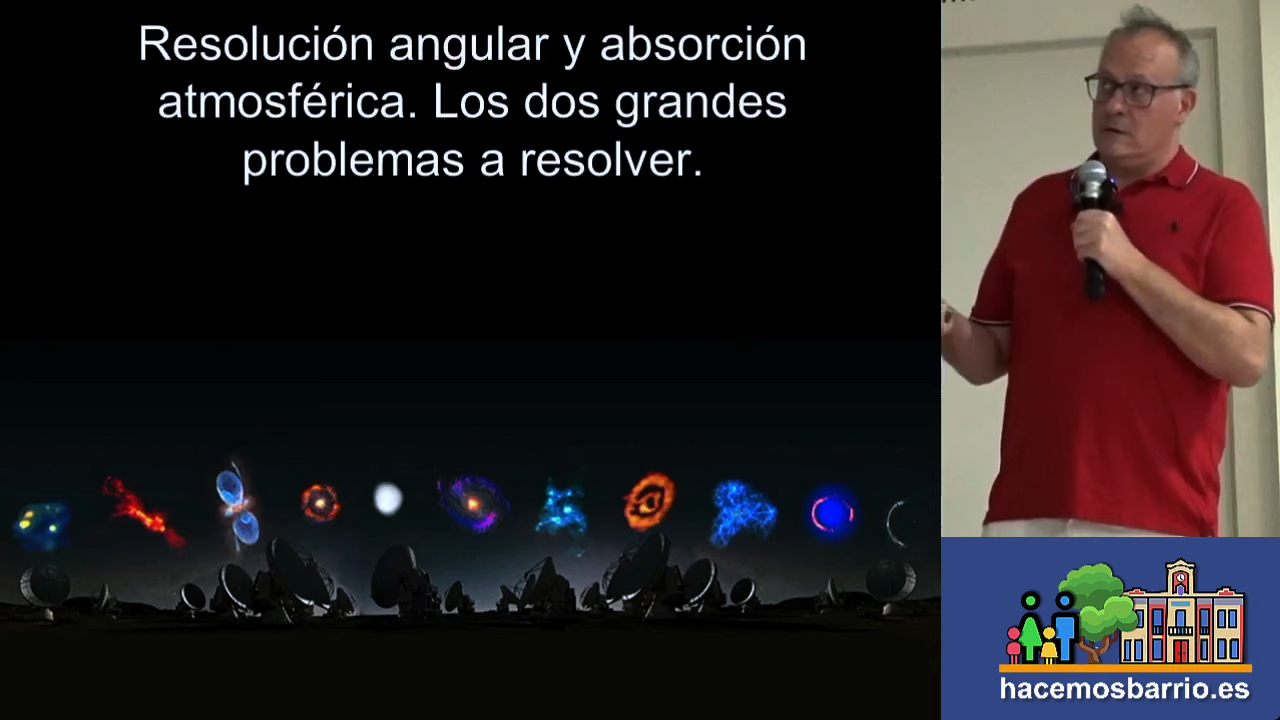 Resolución angular y absorción
atmosférica. Los dos grandes
problemas a resolver.
hacemosbarrio.es